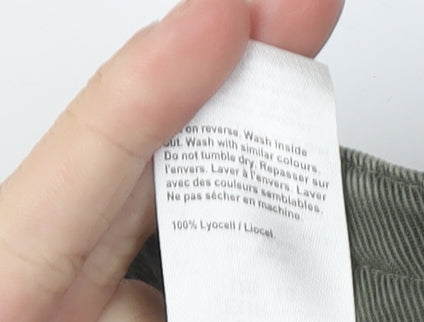 on reverse. Wash inside
out. Wash with similar colours.
Do not tumble dry. Repasser sur
l'envers. Laver à l'envers. Laver
avec des couleurs semblables.
Ne pas sécher en machine.
100% Lyocell / Liocel.